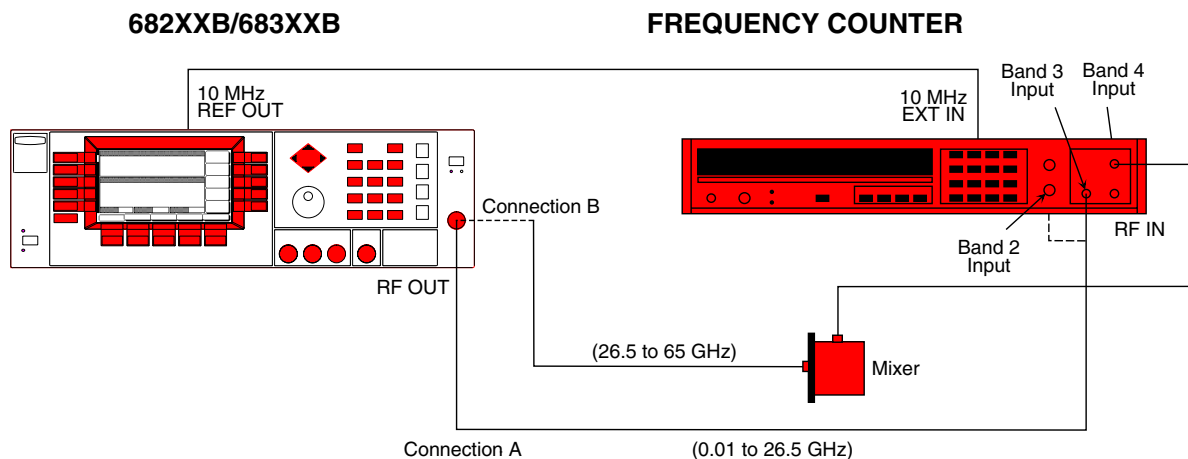 682XXB/683XXB
FREQUENCY COUNTER
10 MHz
REF OUT
10 MHz
EXT IN
Band 3
Input
Band 4
Input
Connection B
Band 2
Input
RF IN
RF OUT
(26.5 to 65 GHz)
Mixer
Connection A
(0.01 to 26.5 GHz)